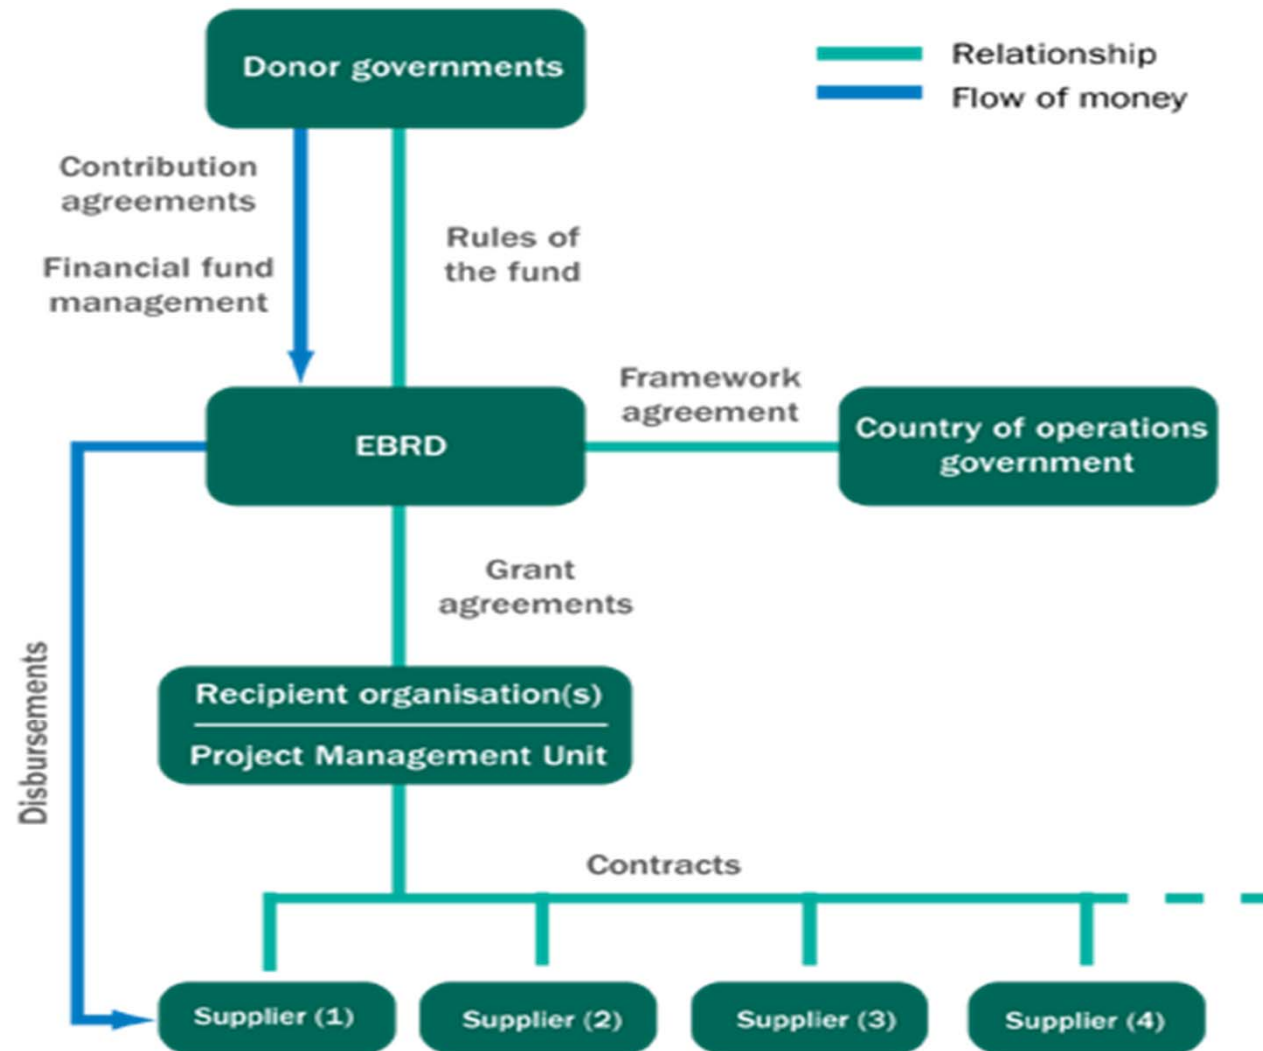 Donor governments
Relationship
Flow of money
Contribution
agreements
Financial fund
management
Rules of
the fund
Framework
agreement
EBRD
Country of operations
government
Grant
agreements
Disbursements
Recipient organisation(s)
Project Management Unit
Contracts
Supplier (1)
Supplier (2)
Supplier (3)
Supplier (4)